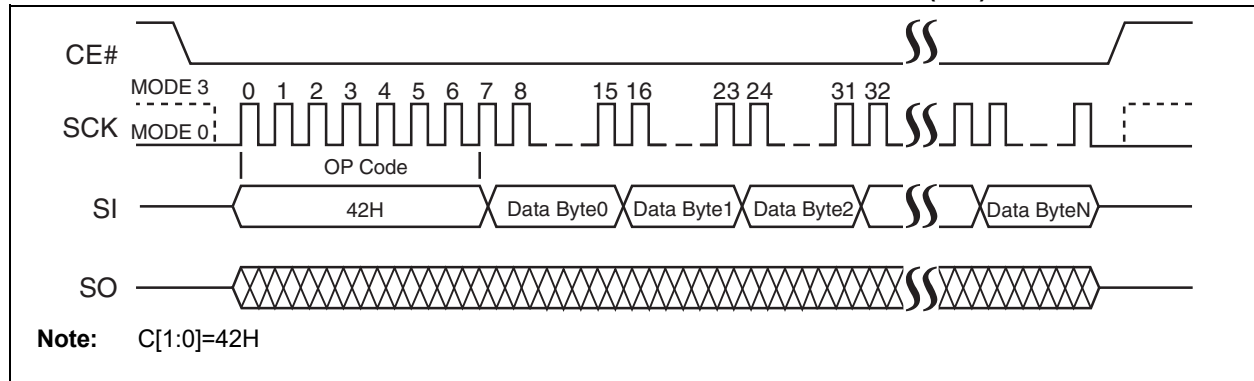 CE#
MODE 3
0 1 2 3 4 5 6 7 8 15 16 23 24 31 32
SCK MODE 0
OP Code
SI 42H Data Byte0 Data Byte1 Data Byte2 Data ByteN
SO
Note: C[1:0]=42H